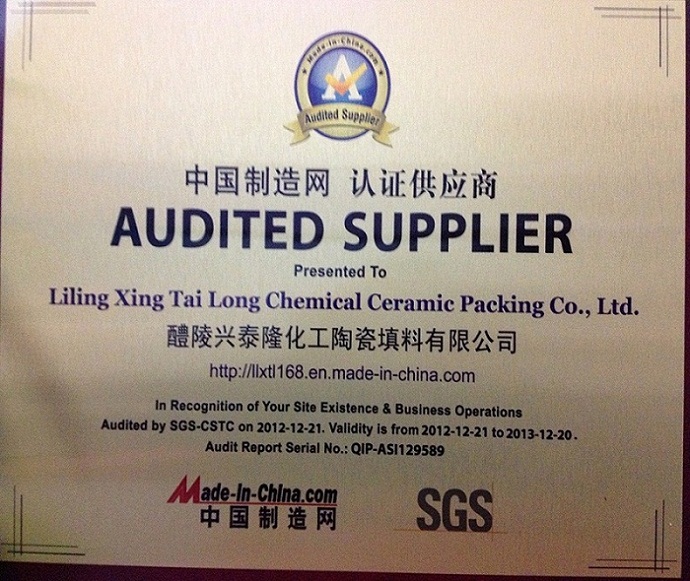 Made-in-China.com
Audited Supplier
中国制造网 认证供应商
AUDITED SUPPLIER
Presented To
Liling Xing Tai Long Chemical Ceramic Packing Co., Ltd.
醴陵兴泰隆化工陶瓷填料有限公司
http://llxtl168.en.made-in-china.com
In Recognition of Your Site Existence & Business Operations
Audited by SGS-CSTC on 2012-12-21. Validity is from 2012-12-21 to 2013-12-20.
Audit Report Serial No.: QIP-ASI129589
Made-in-China.com
中国制造网
SGS